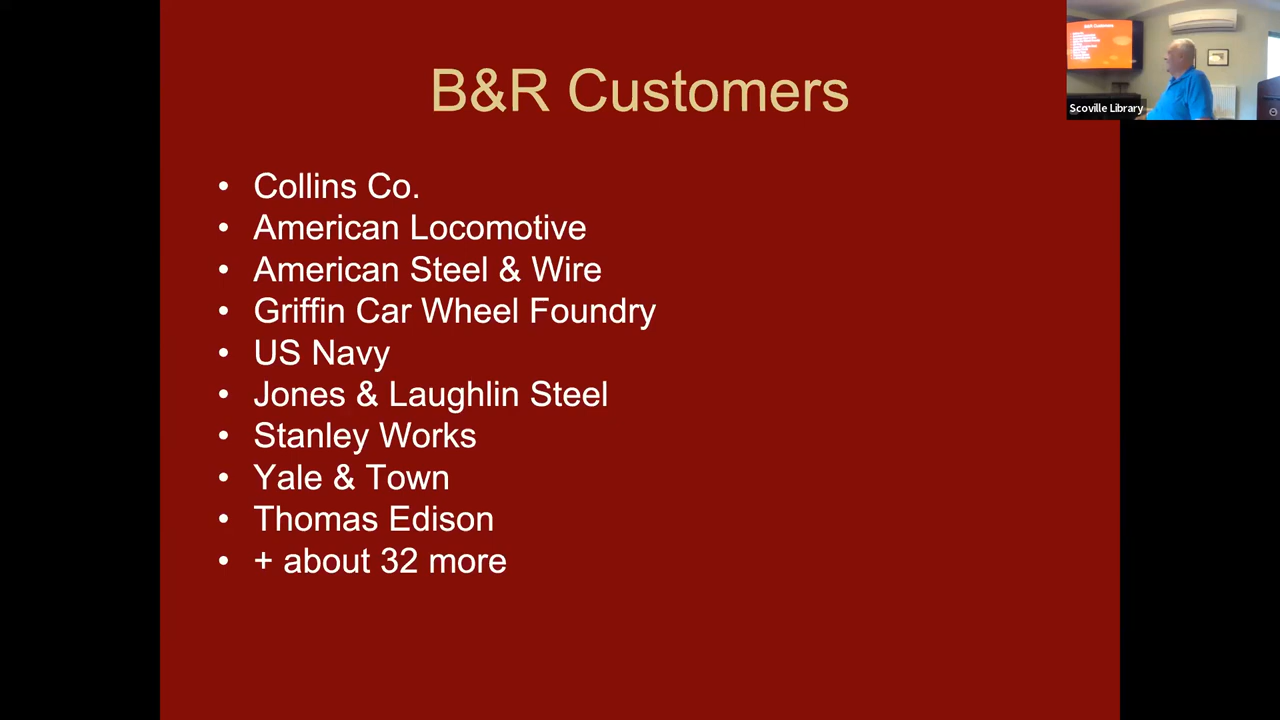 B&R Customers
• Collins Co.
• American Locomotive
• American Steel & Wire
• Griffin Car Wheel Foundry
• US Navy
• Jones & Laughlin Steel
• Stanley Works
• Yale & Town
• Thomas Edison
• + about 32 more
B&R Customers
Scoville Library